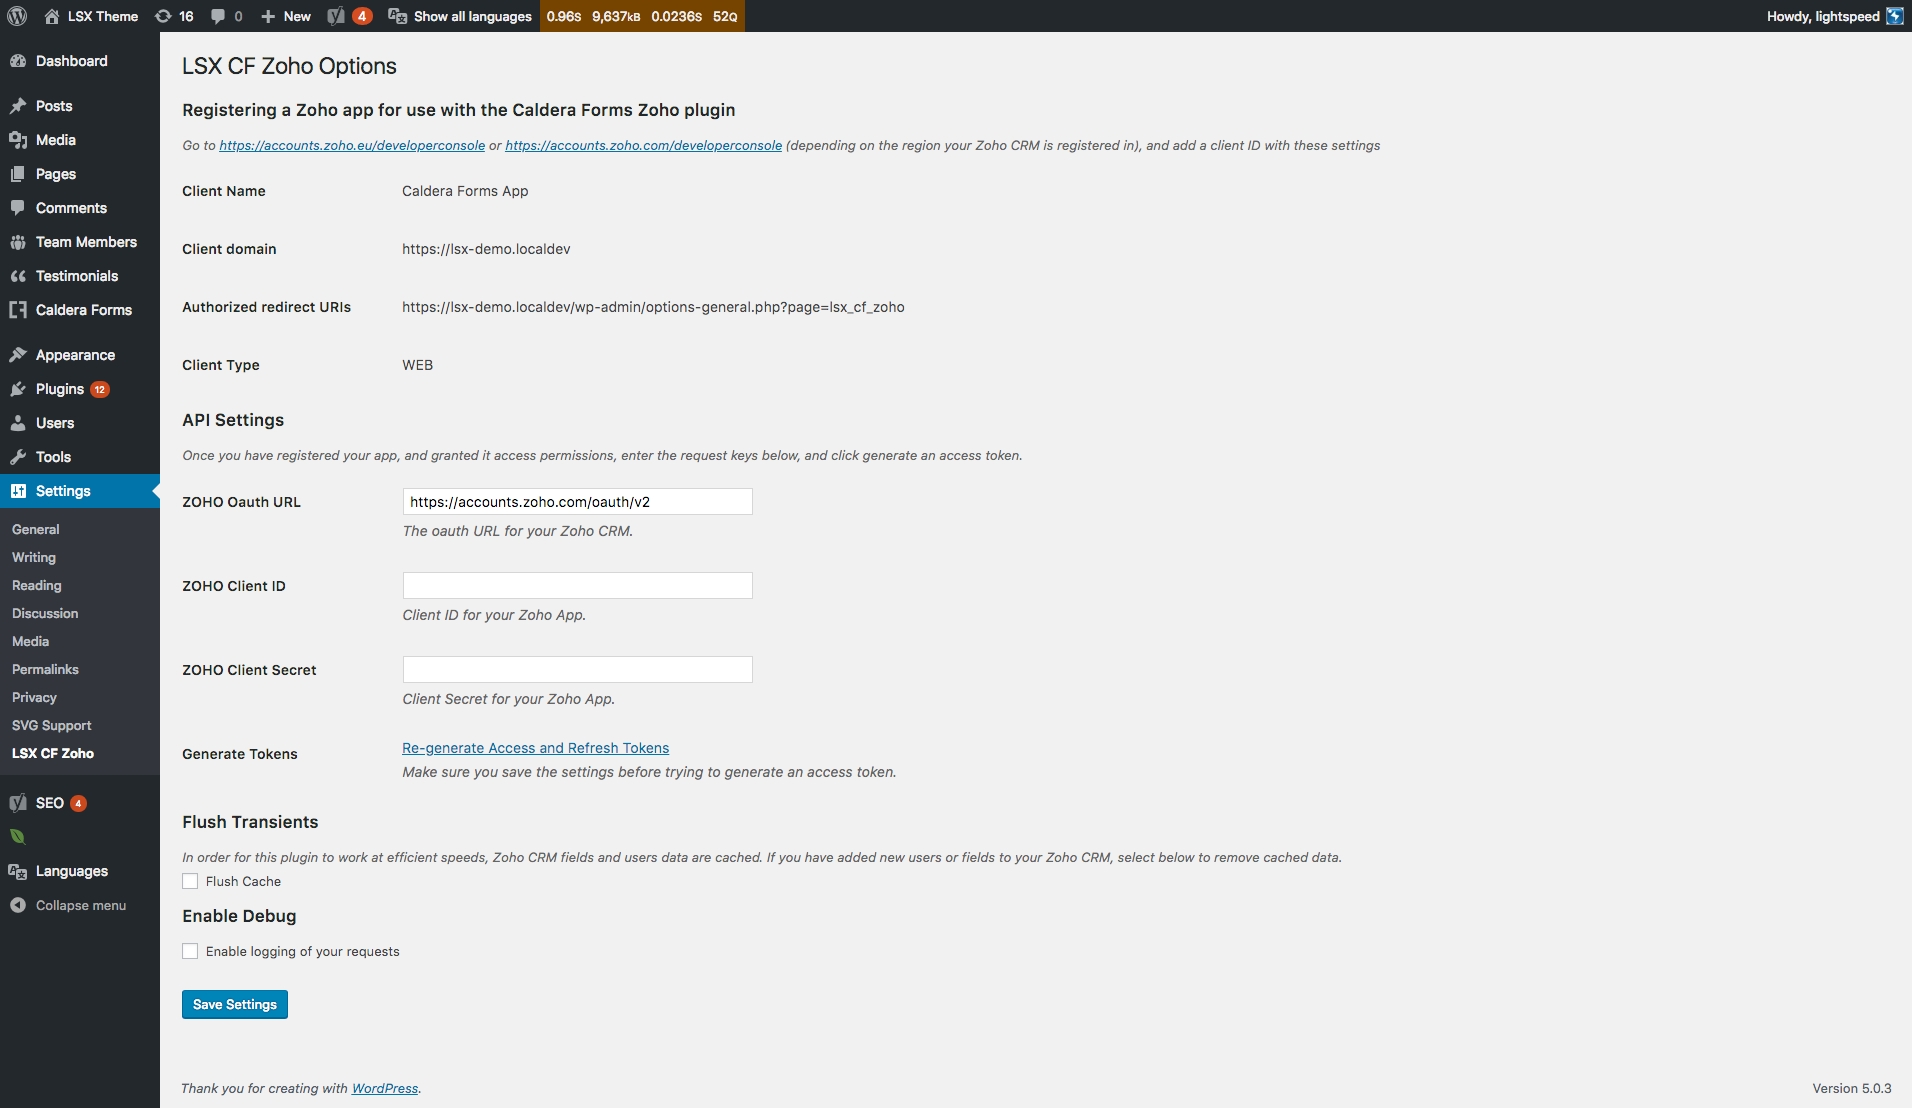 LSX Theme 16 0 New 4 Show all languages 0.96S 9,637KB 0.0236S 52Q Howdy, lightspeed
Dashboard
Posts
Media
Pages
Comments
Team Members
Testimonials
Caldera Forms
Appearance
Plugins 12
Users
Tools
Settings
General
Writing
Reading
Discussion
Media
Permalinks
Privacy
SVG Support
LSX CF Zoho
SEO 4
Languages
Collapse menu
LSX CF Zoho Options
Registering a Zoho app for use with the Caldera Forms Zoho plugin
Go to https://accounts.zoho.eu/developerconsole or https://accounts.zoho.com/developerconsole (depending on the region your Zoho CRM is registered in), and add a client ID with these settings
Client Name Caldera Forms App
Client domain https://lsx-demo.localdev
Authorized redirect URIs https://lsx-demo.localdev/wp-admin/options-general.php?page=lsx_cf_zoho
Client Type WEB
API Settings
Once you have registered your app, and granted it access permissions, enter the request keys below, and click generate an access token.
ZOHO Oauth URL https://accounts.zoho.com/oauth/v2
The oauth URL for your Zoho CRM.
ZOHO Client ID
Client ID for your Zoho App.
ZOHO Client Secret
Client Secret for your Zoho App.
Generate Tokens Re-generate Access and Refresh Tokens
Make sure you save the settings before trying to generate an access token.
Flush Transients
In order for this plugin to work at efficient speeds, Zoho CRM fields and users data are cached. If you have added new users or fields to your Zoho CRM, select below to remove cached data.
Flush Cache
Enable Debug
Enable logging of your requests
Save Settings
Thank you for creating with WordPress.
Version 5.0.3